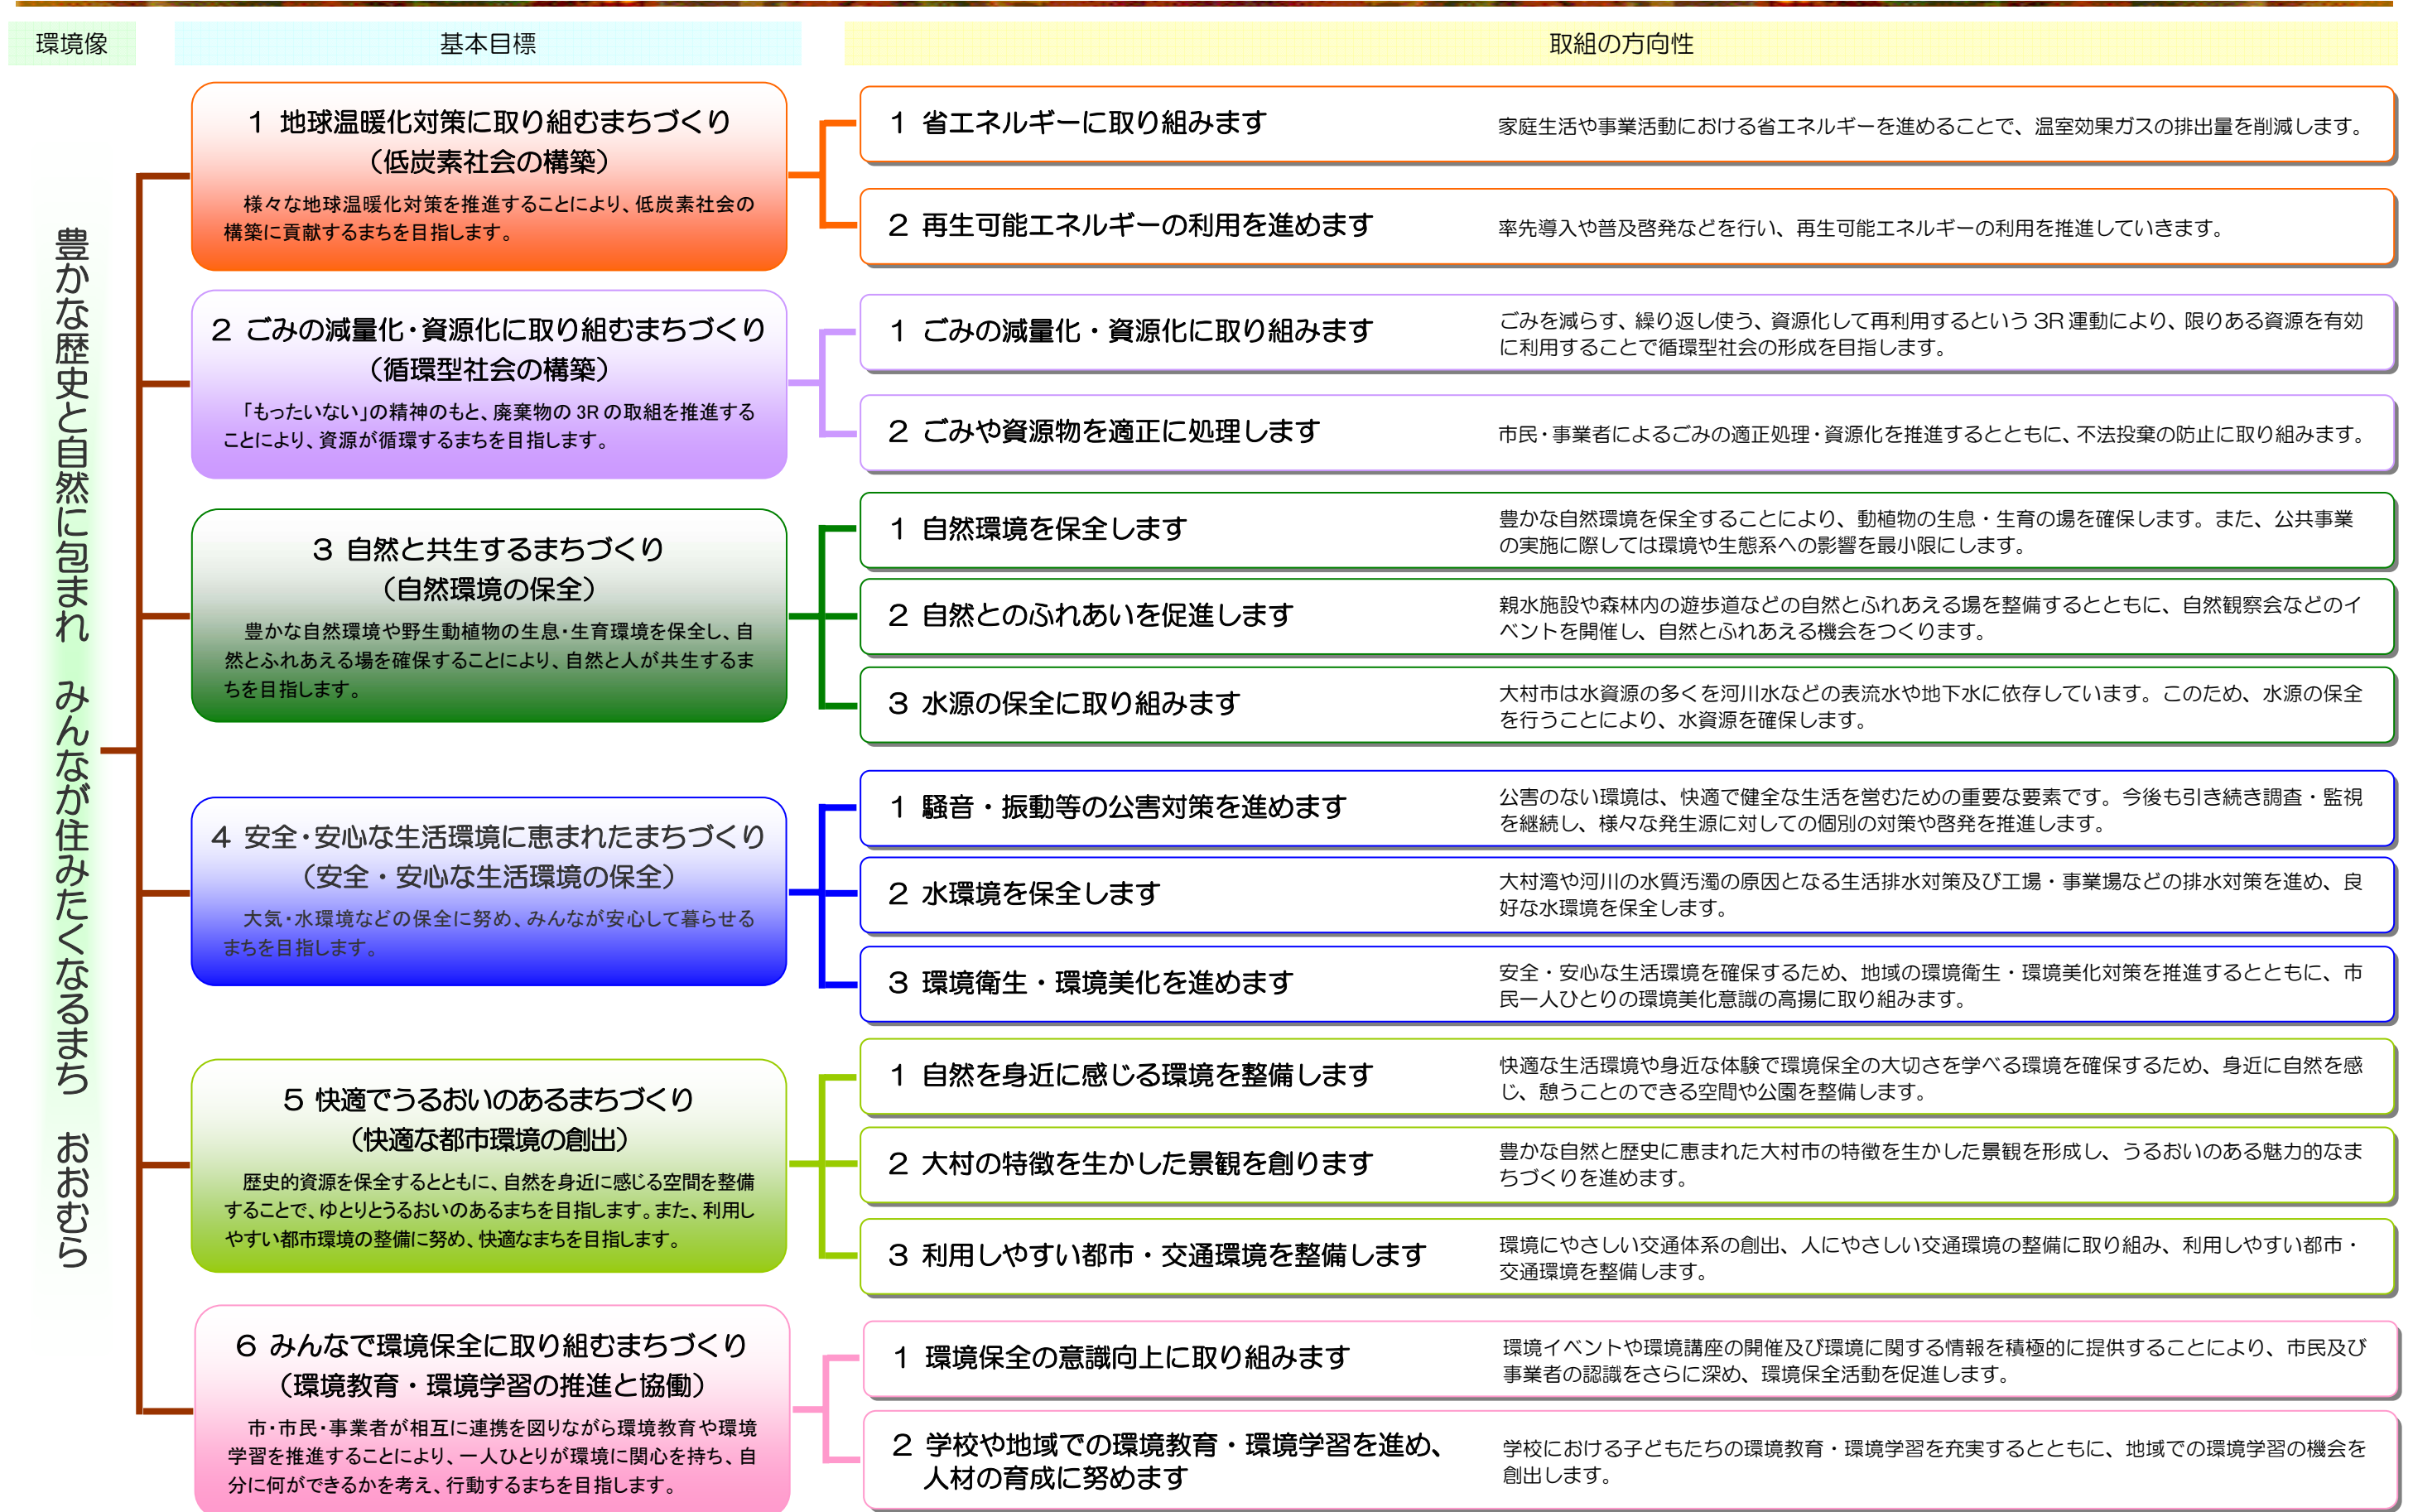 環境像
基本目標
取組の方向性
豊かな歴史と自然に包まれ　みんなが住みたくなるまち　おおむら
1 地球温暖化対策に取り組むまちづくり
（低炭素社会の構築）
様々な地球温暖化対策を推進することにより、低炭素社会の
構築に貢献するまちを目指します。
1 省エネルギーに取り組みます
家庭生活や事業活動における省エネルギーを進めることで、温室効果ガスの排出量を削減します。
2 再生可能エネルギーの利用を進めます
率先導入や普及啓発などを行い、再生可能エネルギーの利用を推進していきます。
2 ごみの減量化・資源化に取り組むまちづくり
（循環型社会の構築）
「もったいない」の精神のもと、廃棄物の 3R の取組を推進する
ことにより、資源が循環するまちを目指します。
1 ごみの減量化・資源化に取り組みます
ごみを減らす、繰り返し使う、資源化して再利用するという 3R 運動により、限りある資源を有効
に利用することで循環型社会の形成を目指します。
2 ごみや資源物を適正に処理します
市民・事業者によるごみの適正処理・資源化を推進するとともに、不法投棄の防止に取り組みます。
3 自然と共生するまちづくり
（自然環境の保全）
豊かな自然環境や野生動植物の生息・生育環境を保全し、自
然とふれあえる場を確保することにより、自然と人が共生するま
ちを目指します。
1 自然環境を保全します
豊かな自然環境を保全することにより、動植物の生息・生育の場を確保します。また、公共事業
の実施に際しては環境や生態系への影響を最小限にします。
2 自然とのふれあいを促進します
親水施設や森林内の遊歩道などの自然とふれあえる場を整備するとともに、自然観察会などのイ
ベントを開催し、自然とふれあえる機会をつくります。
3 水源の保全に取り組みます
大村市は水資源の多くを河川水などの表流水や地下水に依存しています。このため、水源の保全
を行うことにより、水資源を確保します。
4 安全・安心な生活環境に恵まれたまちづくり
（安全・安心な生活環境の保全）
大気・水環境などの保全に努め、みんなが安心して暮らせる
まちを目指します。
1 騒音・振動等の公害対策を進めます
公害のない環境は、快適で健全な生活を営むための重要な要素です。今後も引き続き調査・監視
を継続し、様々な発生源に対しての個別の対策や啓発を推進します。
2 水環境を保全します
大村湾や河川の水質汚濁の原因となる生活排水対策及び工場・事業場などの排水対策を進め、良
好な水環境を保全します。
3 環境衛生・環境美化を進めます
安全・安心な生活環境を確保するため、地域の環境衛生・環境美化対策を推進するとともに、市
民一人ひとりの環境美化意識の高揚に取り組みます。
5 快適でうるおいのあるまちづくり
（快適な都市環境の創出）
歴史的資源を保全するとともに、自然を身近に感じる空間を整備
することで、ゆとりとうるおいのあるまちを目指します。また、利用し
やすい都市環境の整備に努め、快適なまちを目指します。
1 自然を身近に感じる環境を整備します
快適な生活環境や身近な体験で環境保全の大切さを学べる環境を確保するため、身近に自然を感
じ、憩うことのできる空間や公園を整備します。
2 大村の特徴を生かした景観を創ります
豊かな自然と歴史に恵まれた大村市の特徴を生かした景観を形成し、うるおいのある魅力的なま
ちづくりを進めます。
3 利用しやすい都市・交通環境を整備します
環境にやさしい交通体系の創出、人にやさしい交通環境の整備に取り組み、利用しやすい都市・
交通環境を整備します。
6 みんなで環境保全に取り組むまちづくり
（環境教育・環境学習の推進と協働）
市・市民・事業者が相互に連携を図りながら環境教育や環境
学習を推進することにより、一人ひとりが環境に関心を持ち、自
分に何ができるかを考え、行動するまちを目指します。
1 環境保全の意識向上に取り組みます
環境イベントや環境講座の開催及び環境に関する情報を積極的に提供することにより、市民及び
事業者の認識をさらに深め、環境保全活動を促進します。
2 学校や地域での環境教育・環境学習を進め、
人材の育成に努めます
学校における子どもたちの環境教育・環境学習を充実するとともに、地域での環境学習の機会を
創出します。